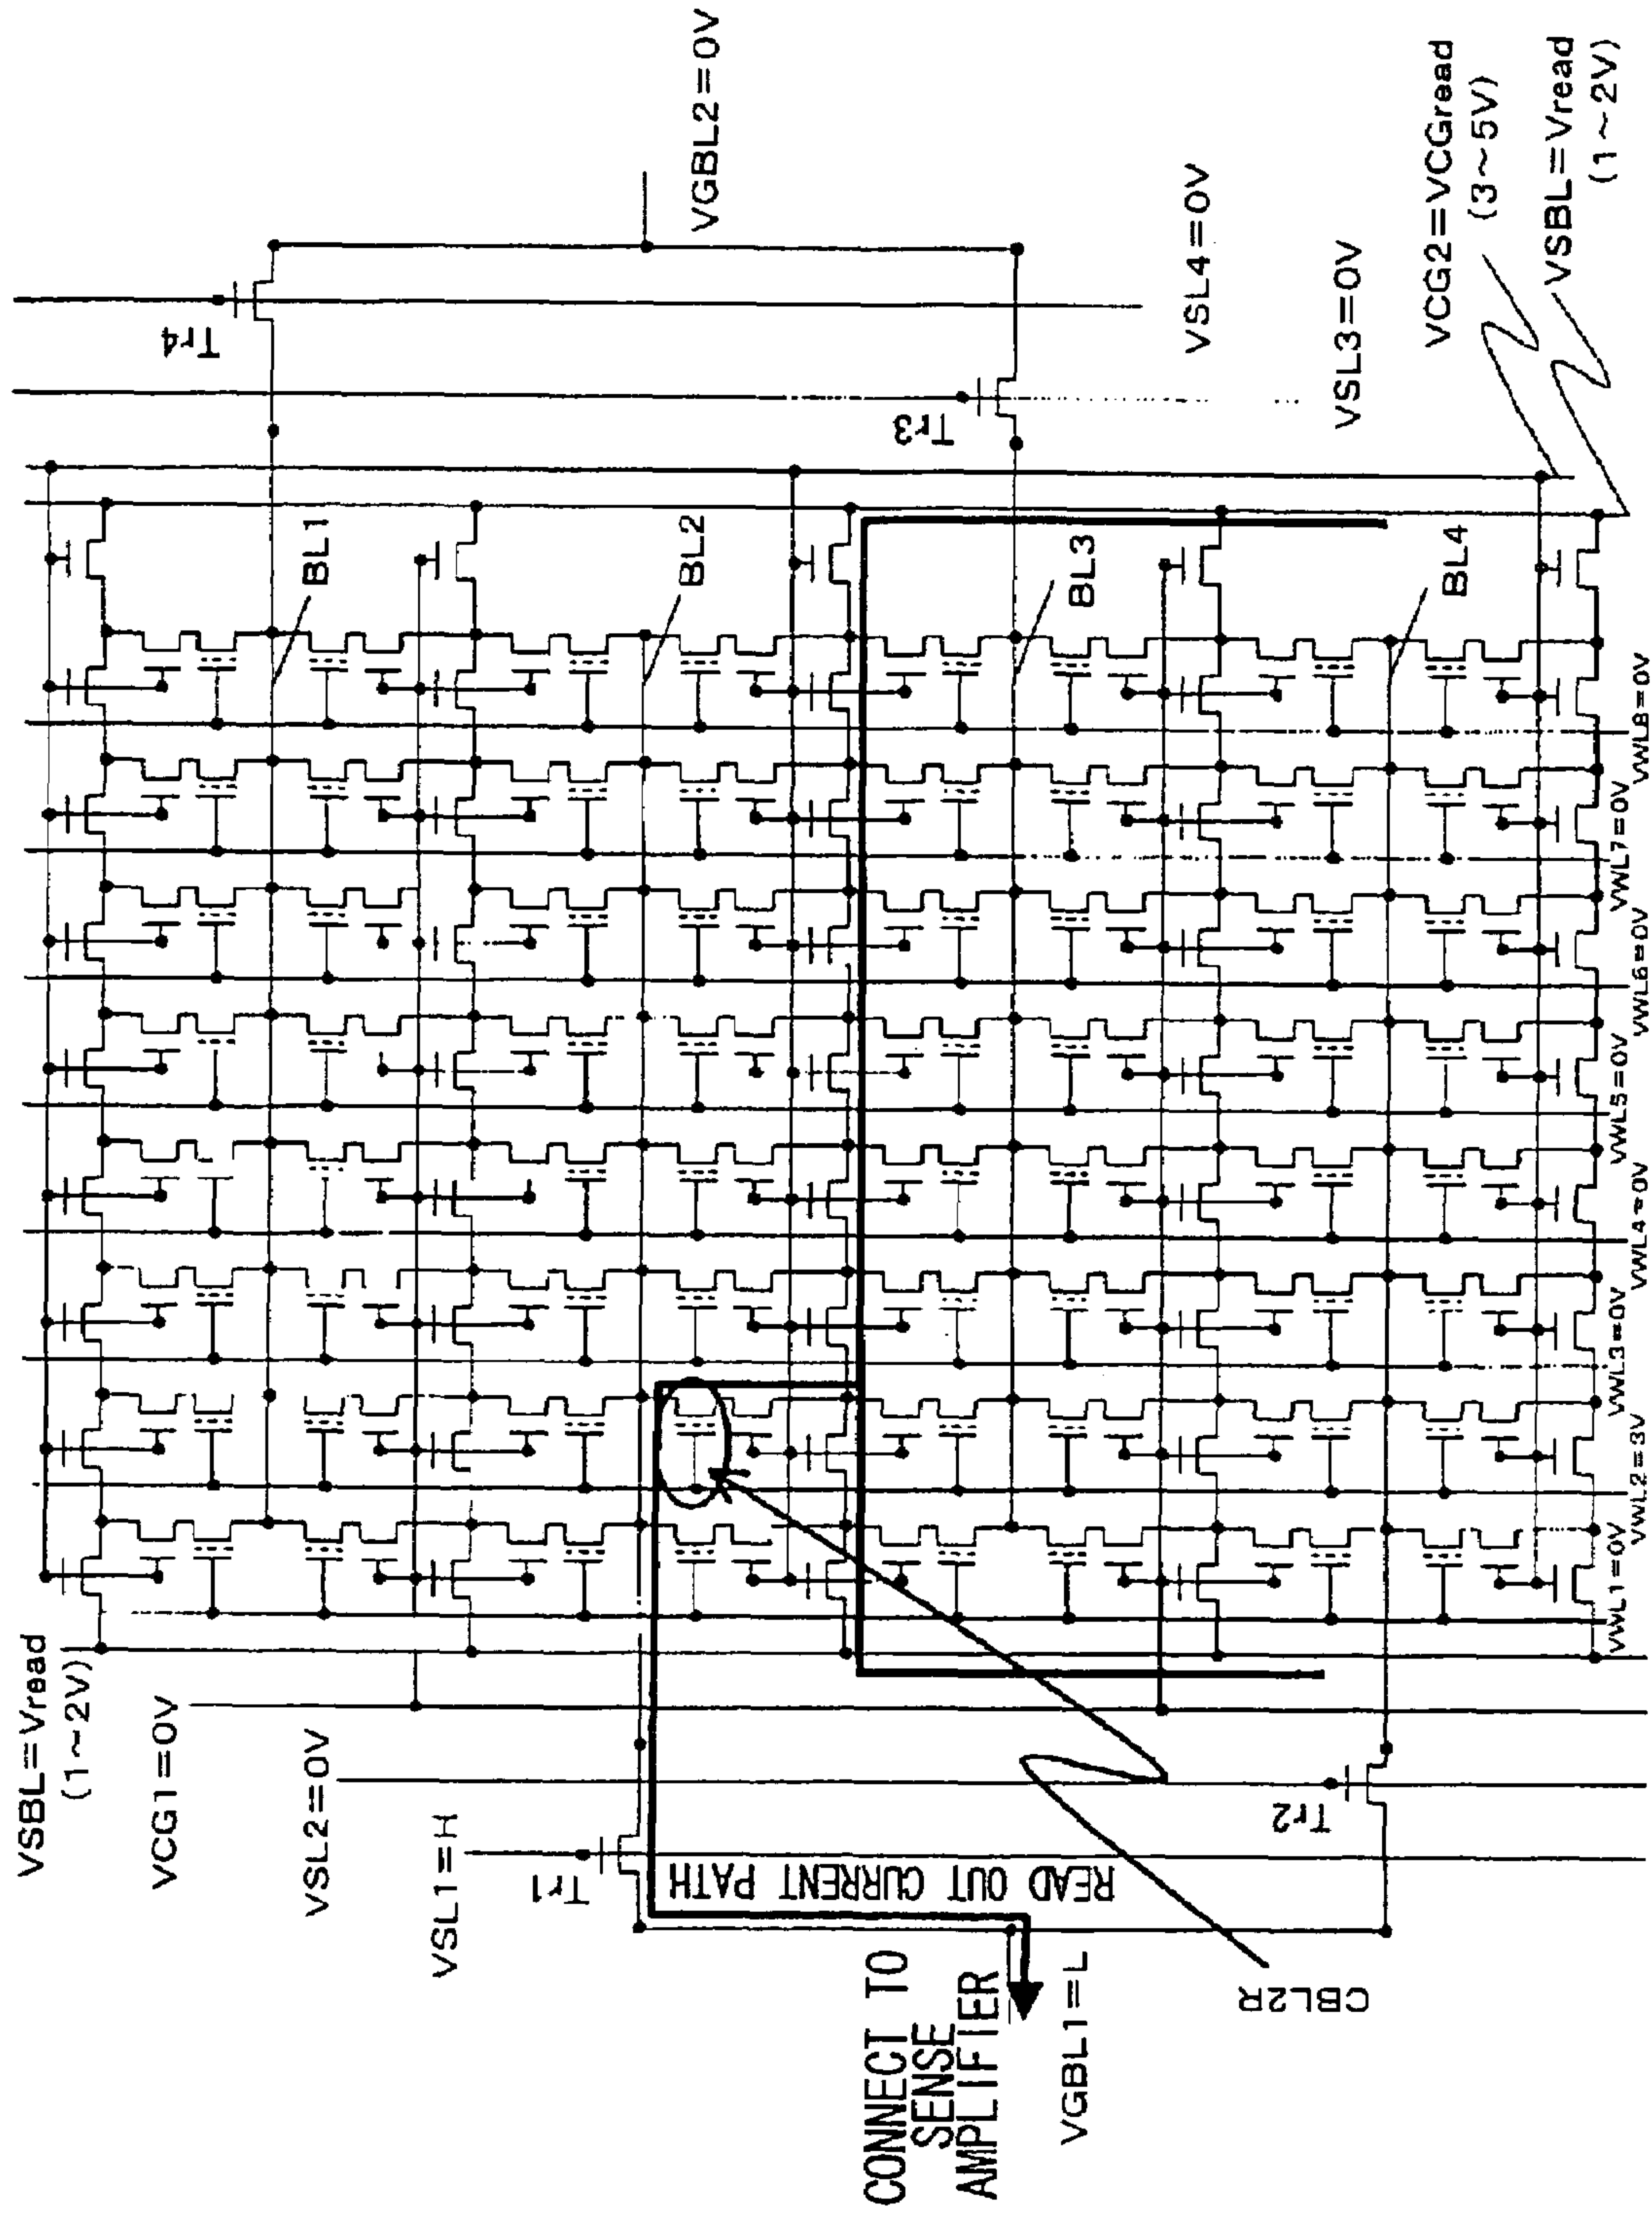 VGBL2=0V
VSL4=0V
VSL3=0V
VCG2=VCGread
(3~5V)
VSBL=Vread
(1~2V)
Tr4
Tr3
BL1
BL2
BL3
BL4
VWL8=0V
VWL7=0V
VWL6=0V
VWL5=0V
VWL4=0V
VWL3=0V
VWL2=3V
VWL1=0V
VSBL=Vread
(1~2V)
VCG1=0V
VSL2=0V
VSL1=H
Tr1
Tr2
READ OUT CURRENT PATH
CONNECT TO
SENSE
AMPLIFIER
VGBL1=L
CBL2R